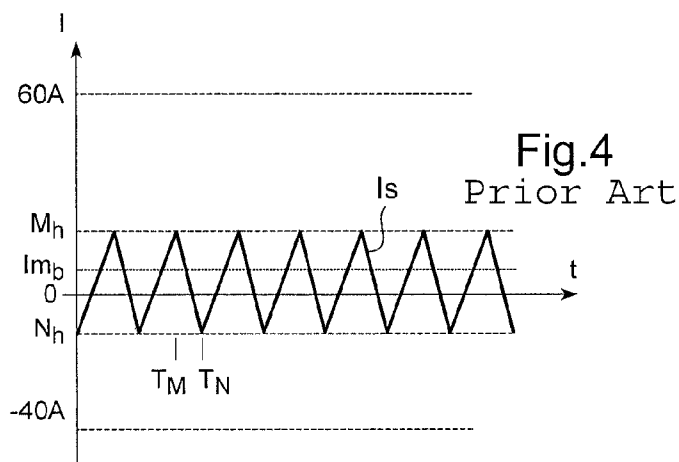 I
60A
Fig.4
Prior Art
Is
Mh
Imb
t
0
Nh
TM TN
-40A